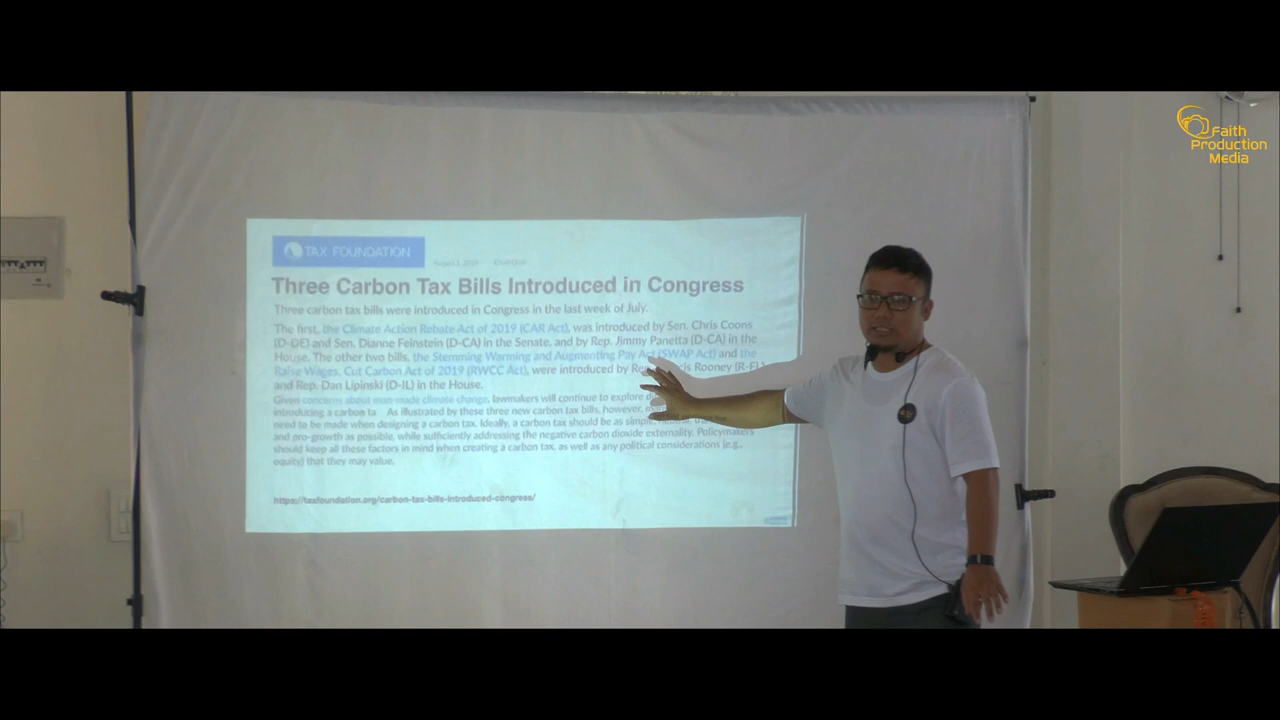 Faith
Production
Media
TAX FOUNDATION
August 1, 2019
Three Carbon Tax Bills Introduced in Congress
Three carbon tax bills were introduced in Congress in the last week of July.
The first, the Climate Action Rebate Act of 2019 (CAR Act), was introduced by Sen. Chris Coons
(D-DE) and Sen. Dianne Feinstein (D-CA) in the Senate, and by Rep. Jimmy Panetta (D-CA) in the
House. The other two bills, the Stemming Warming and Augmenting Pay Act (SWAP Act) and the
Raise Wages, Cut Carbon Act of 2019 (RWCC Act), were introduced by Rooney (R-FL)
and Rep. Dan Lipinski (D-IL) in the House.
Given concerns about man-made climate change, lawmakers will continue to explore
introducing a carbon ta As illustrated by these three new carbon tax bills, however,
need to be made when designing a carbon tax. Ideally, a carbon tax should be as simple,
and pro-growth as possible, while sufficiently addressing the negative carbon dioxide externality. Policymakers
should keep all these factors in mind when creating a carbon tax, as well as any political considerations (e.g.,
equity) that they may value.
https://taxfoundation.org/carbon-tax-bills-introduced-congress/